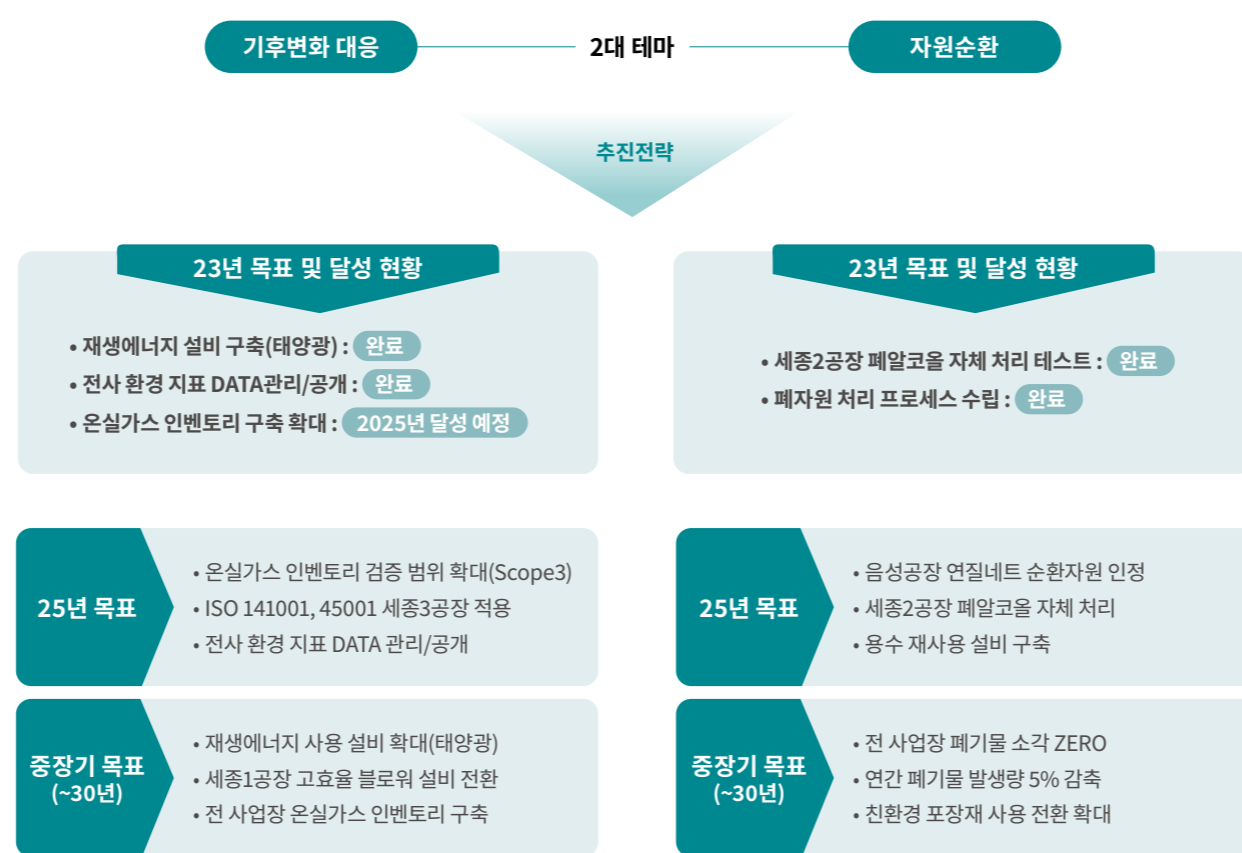 기후변화 대응
2대 테마
자원순환
추진전략
23년 목표 및 달성 현황
• 재생에너지 설비 구축(태양광) : 완료
• 전사 환경 지표 DATA관리/공개 : 완료
• 온실가스 인벤토리 구축 확대 : 2025년 달성 예정
23년 목표 및 달성 현황
• 세종2공장 폐알코올 자체 처리 테스트 : 완료
• 폐자원 처리 프로세스 수립 : 완료
25년 목표
• 온실가스 인벤토리 검증 범위 확대(Scope3)
• ISO 141001, 45001 세종3공장 적용
• 전사 환경 지표 DATA 관리/공개
25년 목표
• 음성공장 연질네트 순환자원 인정
• 세종2공장 폐알코올 자체 처리
• 용수 재사용 설비 구축
중장기 목표
(~30년)
• 재생에너지 사용 설비 확대(태양광)
• 세종1공장 고효율 블로워 설비 전환
• 전 사업장 온실가스 인벤토리 구축
중장기 목표
(~30년)
• 전 사업장 폐기물 소각 ZERO
• 연간 폐기물 발생량 5% 감축
• 친환경 포장재 사용 전환 확대